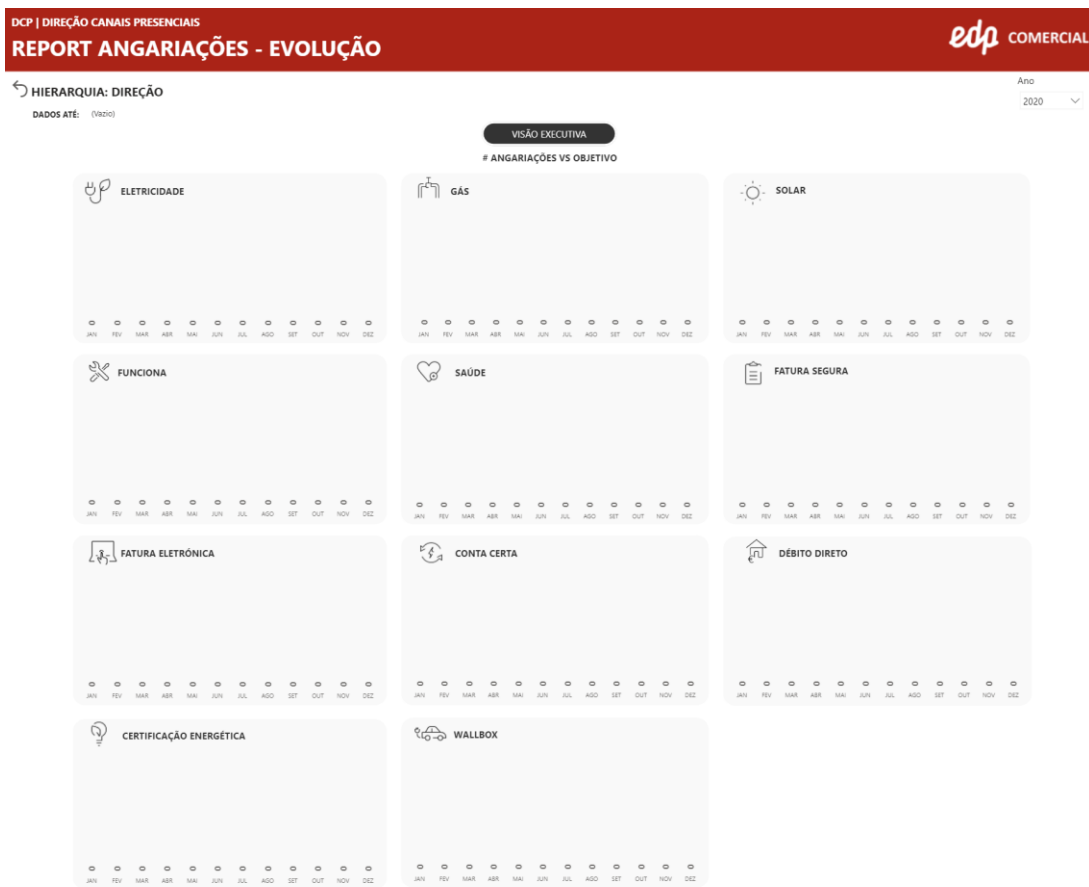 DCP | DIREÇÃO CANAIS PRESENCIAIS
REPORT ANGARIAÇÕES - EVOLUÇÃO
edp COMERCIAL
HIERARQUIA: DIREÇÃO
Ano
2020
DADOS ATÉ: (Vazio)
VISÃO EXECUTIVA
# ANGARIAÇÕES VS OBJETIVO
ELETRICIDADE
0 0 0 0 0 0 0 0 0 0 0 0
JAN FEV MAR ABR MAI JUN JUL AGO SET OUT NOV DEZ
GÁS
0 0 0 0 0 0 0 0 0 0 0 0
JAN FEV MAR ABR MAI JUN JUL AGO SET OUT NOV DEZ
SOLAR
0 0 0 0 0 0 0 0 0 0 0 0
JAN FEV MAR ABR MAI JUN JUL AGO SET OUT NOV DEZ
FUNCIONA
0 0 0 0 0 0 0 0 0 0 0 0
JAN FEV MAR ABR MAI JUN JUL AGO SET OUT NOV DEZ
SAÚDE
0 0 0 0 0 0 0 0 0 0 0 0
JAN FEV MAR ABR MAI JUN JUL AGO SET OUT NOV DEZ
FATURA SEGURA
0 0 0 0 0 0 0 0 0 0 0 0
JAN FEV MAR ABR MAI JUN JUL AGO SET OUT NOV DEZ
FATURA ELETRÓNICA
0 0 0 0 0 0 0 0 0 0 0 0
JAN FEV MAR ABR MAI JUN JUL AGO SET OUT NOV DEZ
CONTA CERTA
0 0 0 0 0 0 0 0 0 0 0 0
JAN FEV MAR ABR MAI JUN JUL AGO SET OUT NOV DEZ
DÉBITO DIRETO
0 0 0 0 0 0 0 0 0 0 0 0
JAN FEV MAR ABR MAI JUN JUL AGO SET OUT NOV DEZ
CERTIFICAÇÃO ENERGÉTICA
0 0 0 0 0 0 0 0 0 0 0 0
JAN FEV MAR ABR MAI JUN JUL AGO SET OUT NOV DEZ
WALLBOX
0 0 0 0 0 0 0 0 0 0 0 0
JAN FEV MAR ABR MAI JUN JUL AGO SET OUT NOV DEZ